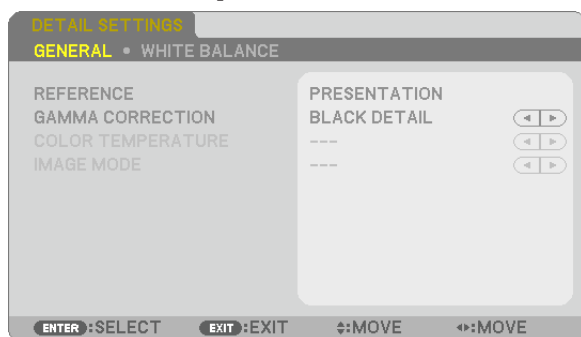 DETAIL SETTINGS
GENERAL • WHITE BALANCE
REFERENCE PRESENTATION
GAMMA CORRECTION BLACK DETAIL
COLOR TEMPERATURE ---
IMAGE MODE ---
ENTER:SELECT EXIT:EXIT :MOVE :MOVE